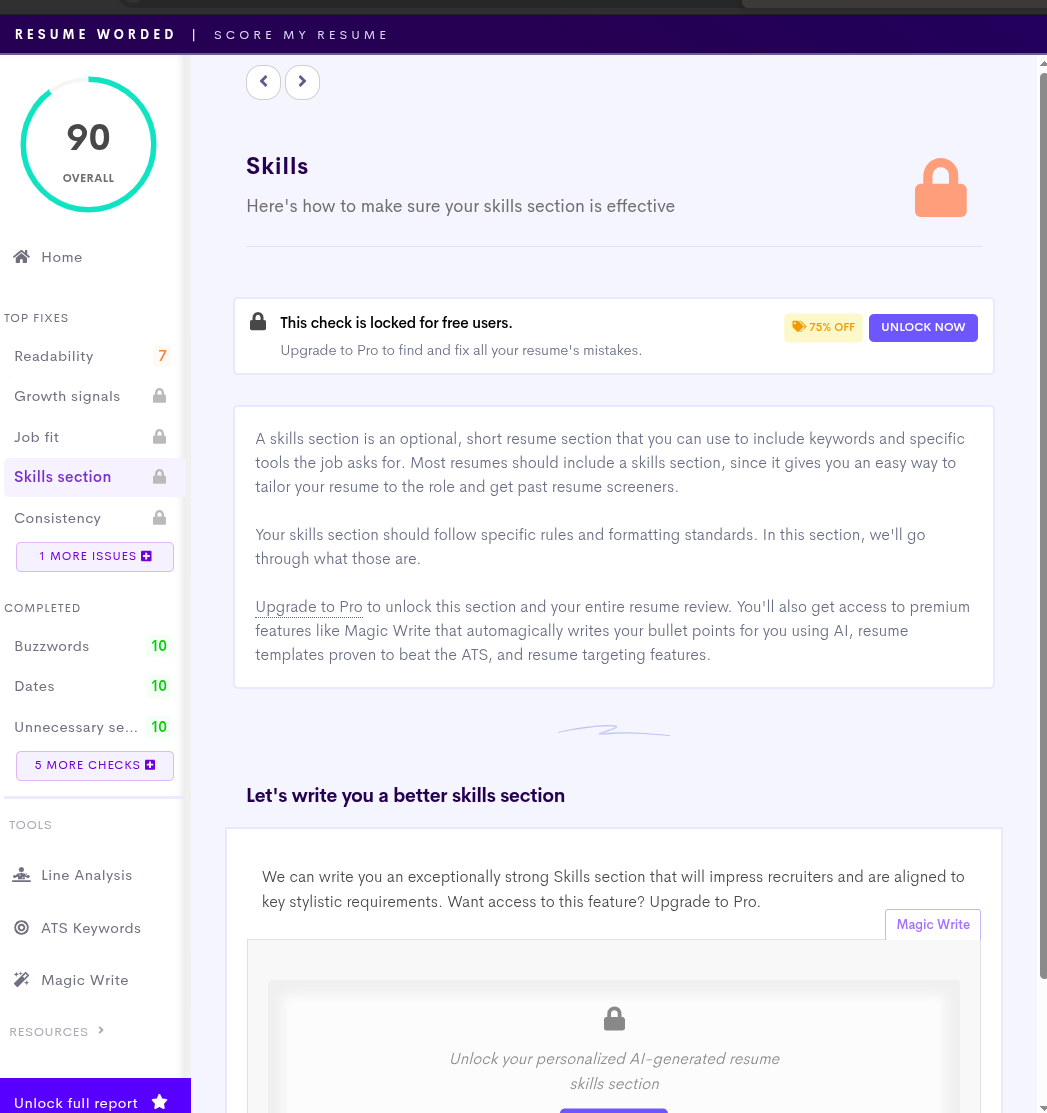 RESUME WORDED | SCORE MY RESUME
90
OVERALL
Home
TOP FIXES
Readability 7
Growth signals
Job fit
Skills section
Consistency
1 MORE ISSUES
COMPLETED
Buzzwords 10
Dates 10
Unnecessary se... 10
5 MORE CHECKS
TOOLS
Line Analysis
ATS Keywords
Magic Write
RESOURCES
Unlock full report
Skills
Here's how to make sure your skills section is effective
This check is locked for free users.
Upgrade to Pro to find and fix all your resume's mistakes.
75% OFF
UNLOCK NOW
A skills section is an optional, short resume section that you can use to include keywords and specific
tools the job asks for. Most resumes should include a skills section, since it gives you an easy way to
tailor your resume to the role and get past resume screeners.
Your skills section should follow specific rules and formatting standards. In this section, we'll go
through what those are.
Upgrade to Pro to unlock this section and your entire resume review. You'll also get access to premium
features like Magic Write that automagically writes your bullet points for you using AI, resume
templates proven to beat the ATS, and resume targeting features.
Let's write you a better skills section
We can write you an exceptionally strong Skills section that will impress recruiters and are aligned to
key stylistic requirements. Want access to this feature? Upgrade to Pro.
Magic Write
Unlock your personalized AI-generated resume
skills section